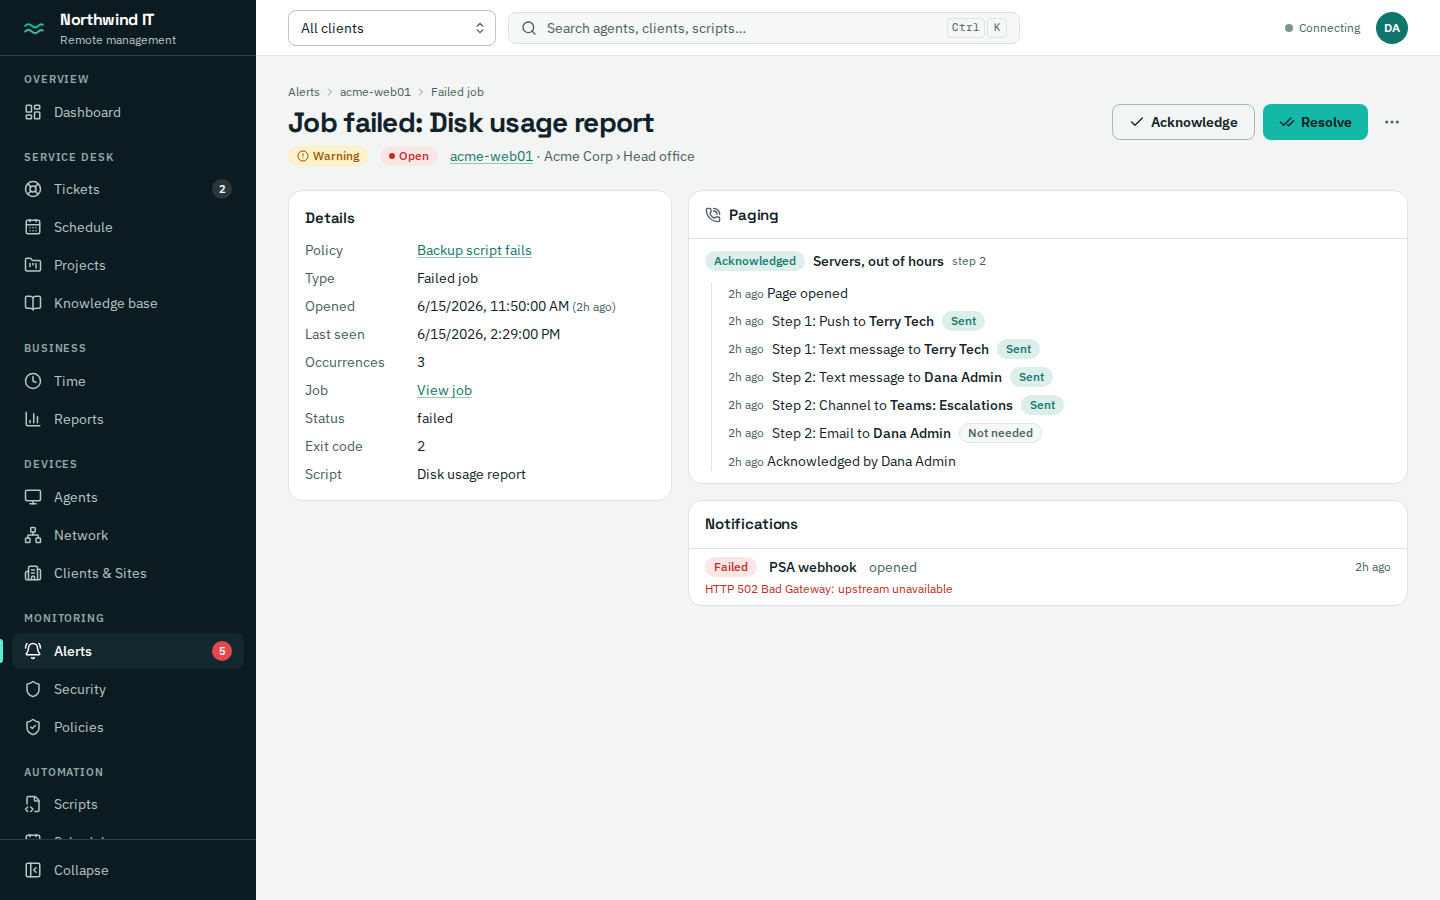 Northwind IT
Remote management
OVERVIEW
Dashboard
SERVICE DESK
Tickets 2
Schedule
Projects
Knowledge base
BUSINESS
Time
Reports
DEVICES
Agents
Network
Clients & Sites
MONITORING
Alerts 5
Security
Policies
AUTOMATION
Scripts
Collapse
All clients
Search agents, clients, scripts...
Ctrl K
Connecting
DA
Alerts > acme-web01 > Failed job
Job failed: Disk usage report
Acknowledge
Resolve
Warning Open acme-web01 · Acme Corp › Head office
Details
Policy Backup script fails
Type Failed job
Opened 6/15/2026, 11:50:00 AM (2h ago)
Last seen 6/15/2026, 2:29:00 PM
Occurrences 3
Job View job
Status failed
Exit code 2
Script Disk usage report
Paging
Acknowledged Servers, out of hours step 2
2h ago Page opened
2h ago Step 1: Push to Terry Tech Sent
2h ago Step 1: Text message to Terry Tech Sent
2h ago Step 2: Text message to Dana Admin Sent
2h ago Step 2: Channel to Teams: Escalations Sent
2h ago Step 2: Email to Dana Admin Not needed
2h ago Acknowledged by Dana Admin
Notifications
Failed PSA webhook opened 2h ago
HTTP 502 Bad Gateway: upstream unavailable